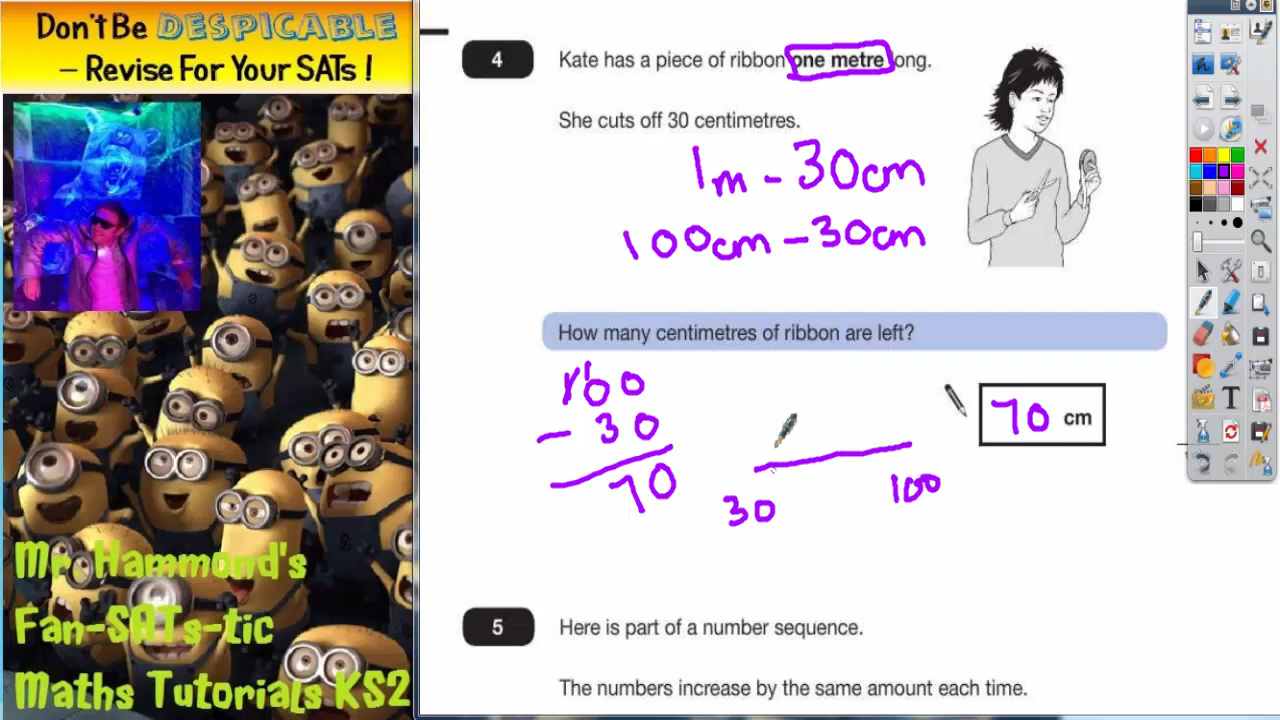 Don't Be DESPICABLE
– Revise For Your SATs !
Mr. Hammond's
Fan-SATs-tic
Maths Tutorials KS2
4
Kate has a piece of ribbon one metre long.
She cuts off 30 centimetres.
1m - 30cm
100cm - 30cm
How many centimetres of ribbon are left?
100
- 30
70
30
100
70 cm
5
Here is part of a number sequence.
The numbers increase by the same amount each time.